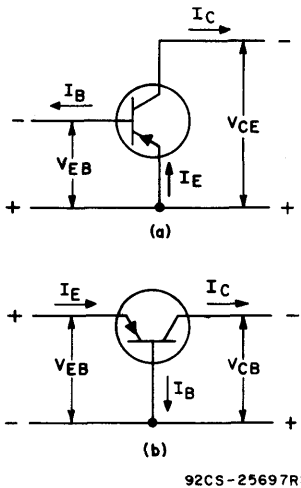 I_C
−
I_B
−
V_CE
V_EB
I_E
+ +
(a)
I_E I_C
+ −
V_EB V_CB
I_B
− +
(b)
92CS-25697R